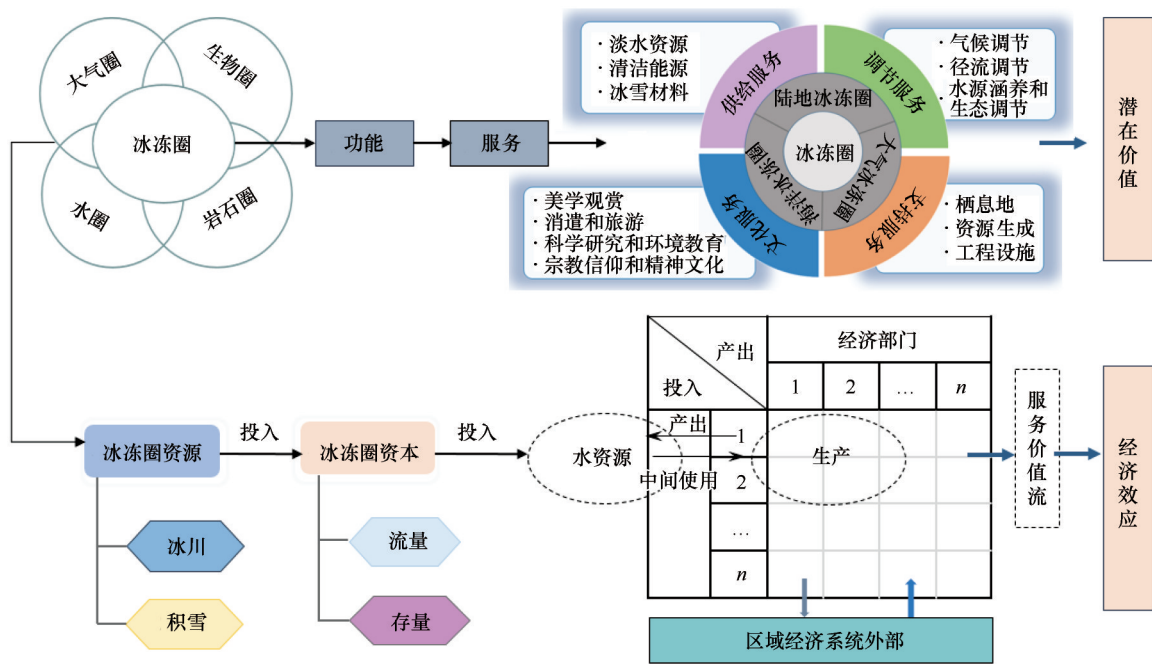 大气圈
生物圈
冰冻圈
水圈
岩石圈
功能
服务
· 淡水资源
· 清洁能源
· 冰雪材料
供给服务
调节服务
· 气候调节
· 径流调节
· 水源涵养和
生态调节
陆地冰冻圈
冰冻圈
海洋冰冻圈
大气冰冻圈
· 美学观赏
· 消遣和旅游
· 科学研究和环境教育
· 宗教信仰和精神文化
文化服务
支持服务
· 栖息地
· 资源生成
· 工程设施
潜在价值
冰冻圈资源
投入
冰冻圈资本
投入
冰川
积雪
流量
存量
水资源
产出
投入
经济部门
1 2 … n
产出
中间使用
1
2
…
n
生产
区域经济系统外部
服务价值流
经济效应